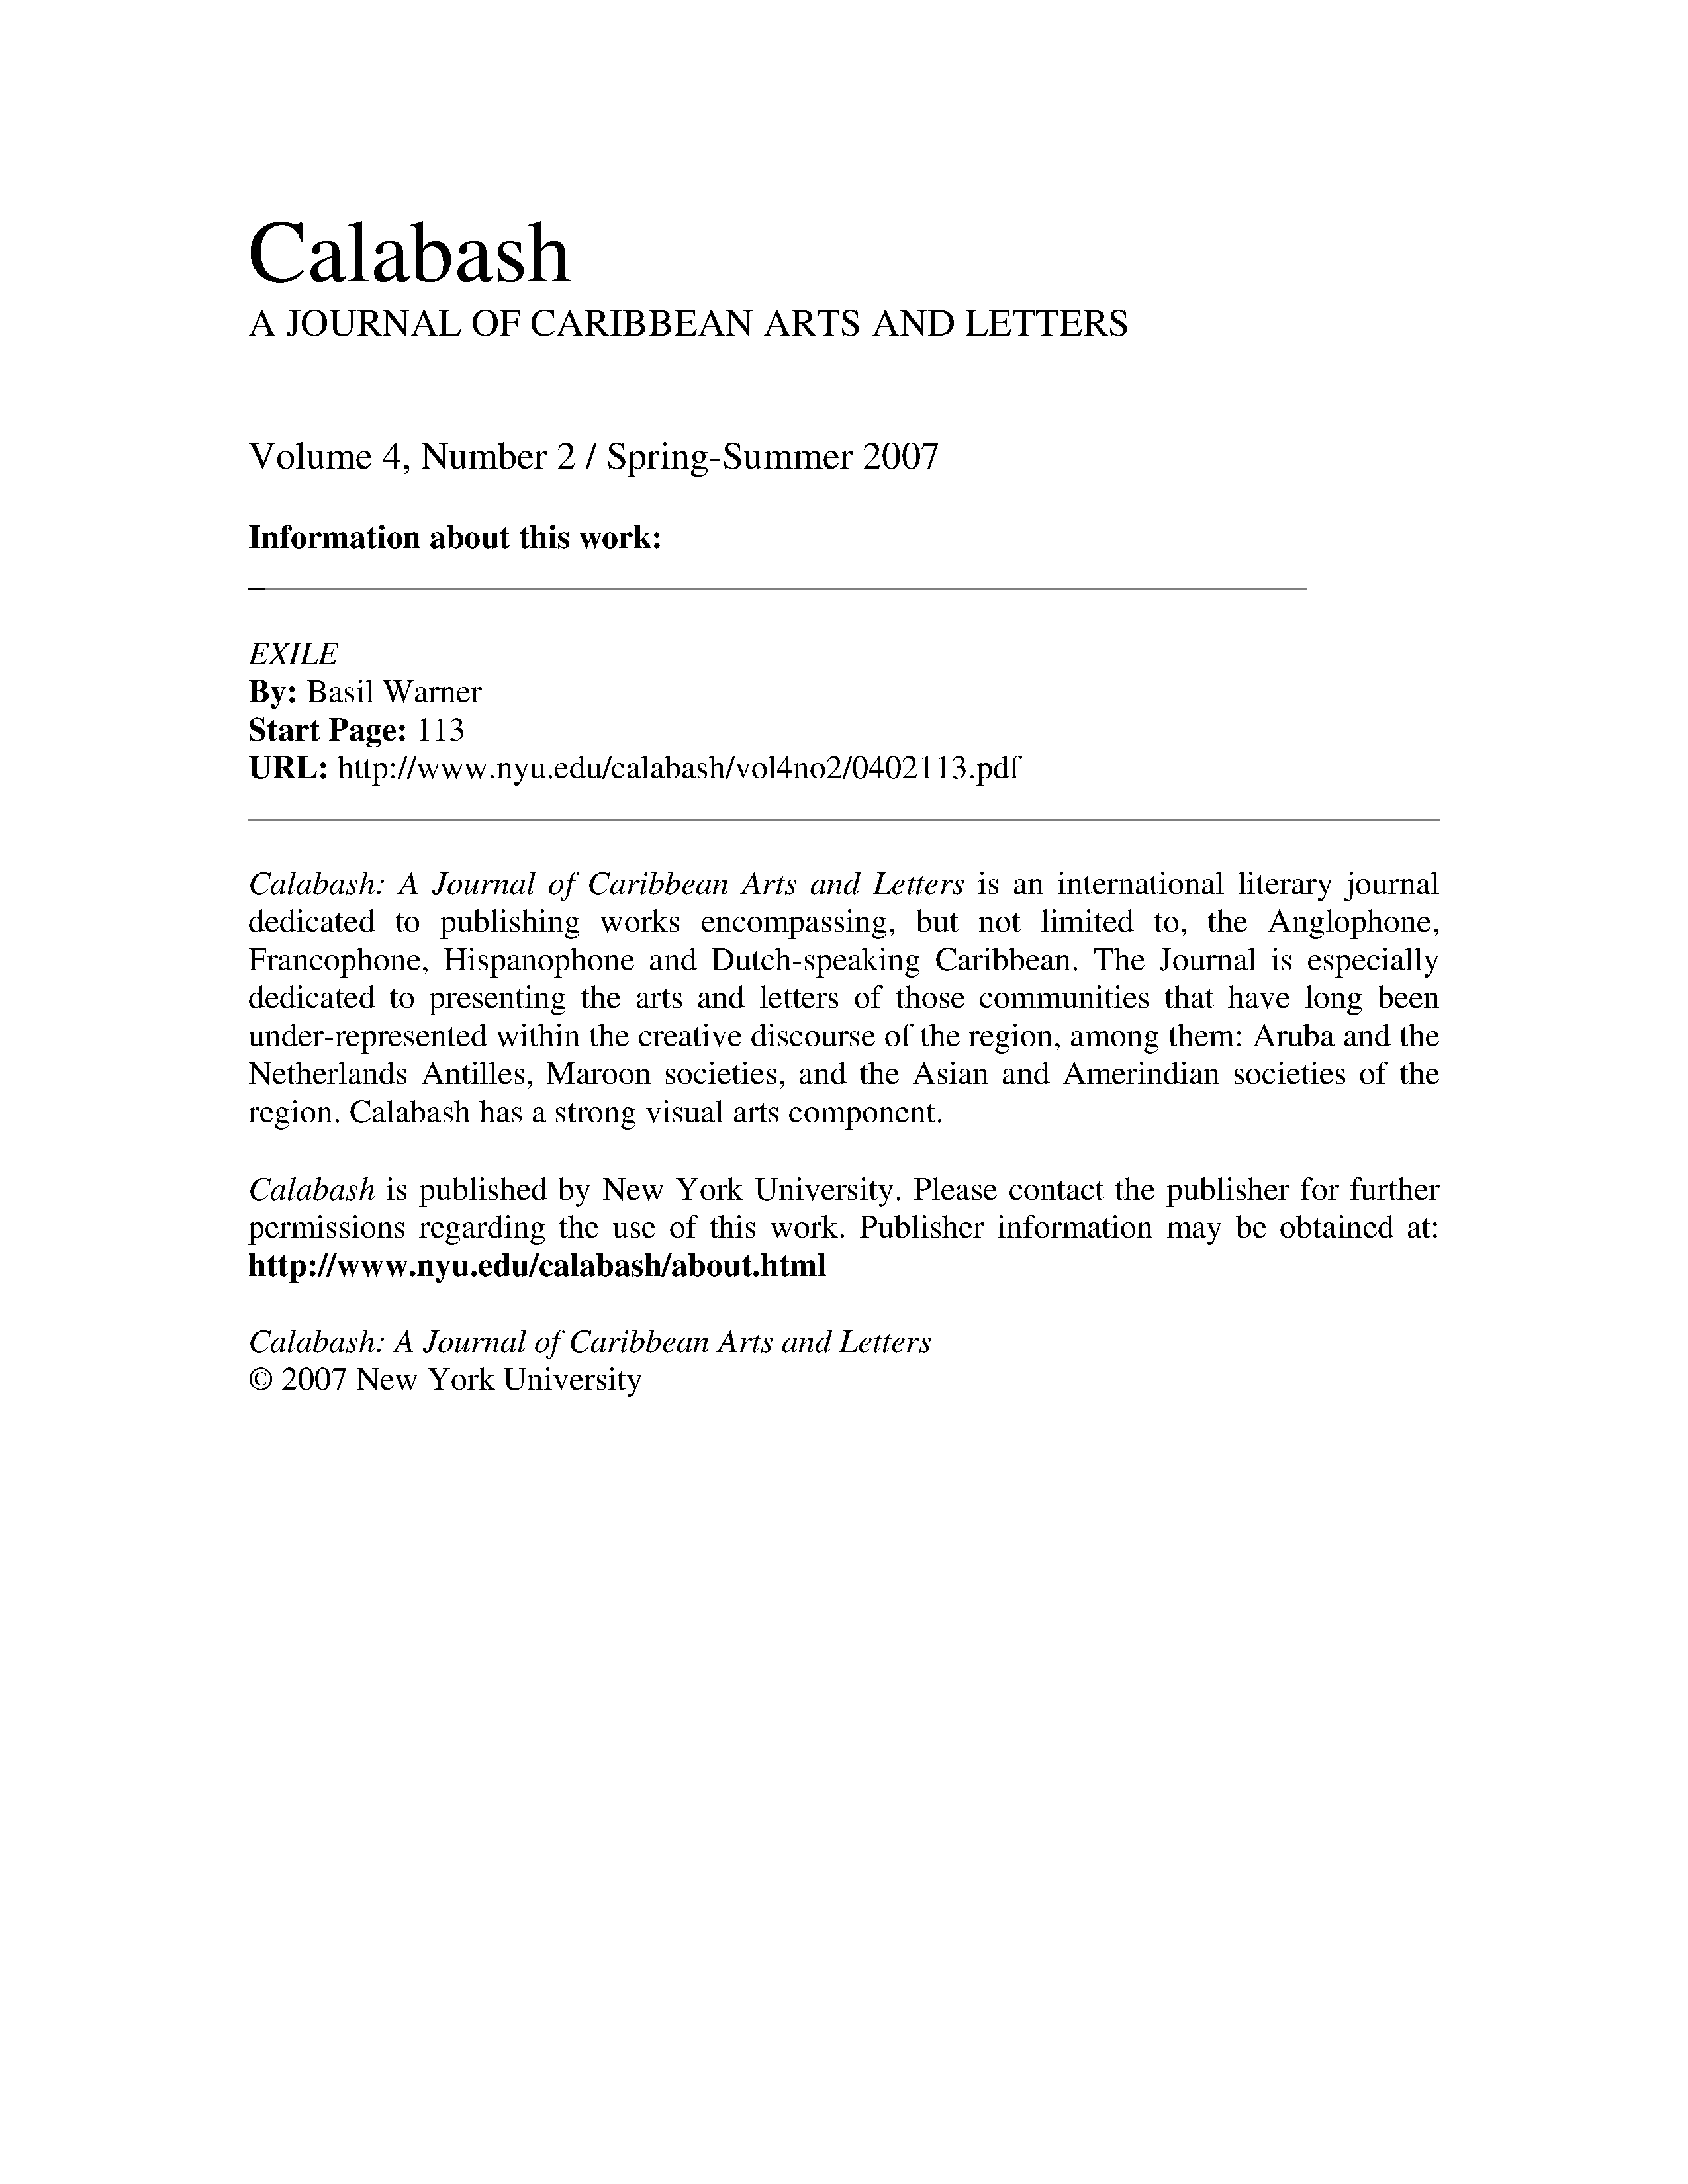 Calabash
A JOURNAL OF CARIBBEAN ARTS AND LETTERS
Volume 4, Number 2 / Spring-Summer 2007
Information about this work:
EXILE
By: Basil Warner
Start Page: 113
URL: http://www.nyu.edu/calabash/vol4no2/0402113.pdf
Calabash: A Journal of Caribbean Arts and Letters is an international literary journal
dedicated to publishing works encompassing, but not limited to, the Anglophone,
Francophone, Hispanophone and Dutch-speaking Caribbean. The Journal is especially
dedicated to presenting the arts and letters of those communities that have long been
under-represented within the creative discourse of the region, among them: Aruba and the
Netherlands Antilles, Maroon societies, and the Asian and Amerindian societies of the
region. Calabash has a strong visual arts component.
Calabash is published by New York University. Please contact the publisher for further
permissions regarding the use of this work. Publisher information may be obtained at:
http://www.nyu.edu/calabash/about.html
Calabash: A Journal of Caribbean Arts and Letters
© 2007 New York University